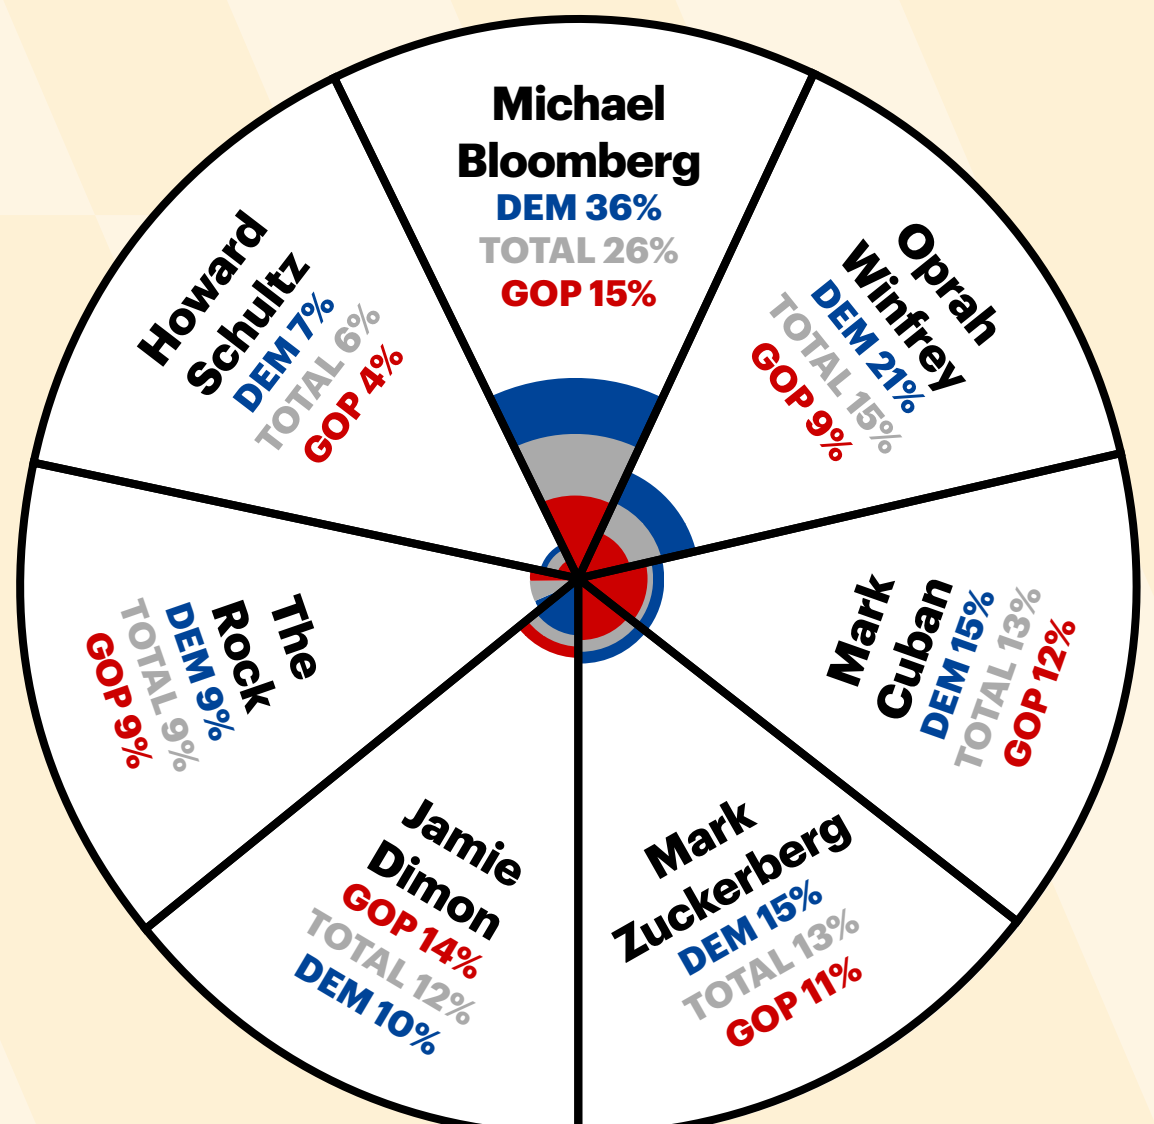 Michael
Bloomberg
DEM 36%
TOTAL 26%
GOP 15%
Oprah
Winfrey
DEM 21%
TOTAL 15%
GOP 9%
Mark
Cuban
DEM 15%
TOTAL 13%
GOP 12%
Mark
Zuckerberg
DEM 15%
TOTAL 13%
GOP 11%
Jamie
Dimon
GOP 14%
TOTAL 12%
DEM 10%
The
Rock
DEM 9%
TOTAL 9%
GOP 9%
Howard
Schultz
DEM 7%
TOTAL 6%
GOP 4%